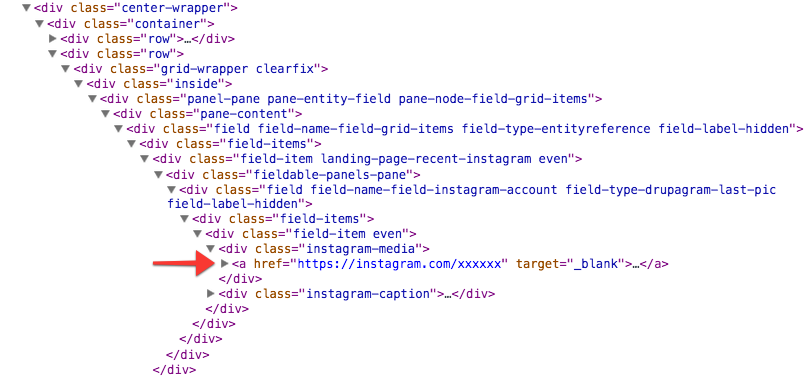 ▼<div class="center-wrapper">
▼<div class="container">
▶<div class="row">…</div>
▼<div class="row">
▼<div class="grid-wrapper clearfix">
▼<div class="inside">
▼<div class="panel-pane pane-entity-field pane-node-field-grid-items">
▼<div class="pane-content">
▼<div class="field field-name-field-grid-items field-type-entityreference field-label-hidden">
▼<div class="field-items">
▼<div class="field-item landing-page-recent-instagram even">
▼<div class="fieldable-panels-pane">
▼<div class="field field-name-field-instagram-account field-type-drupagram-last-pic
field-label-hidden">
▼<div class="field-items">
▼<div class="field-item even">
▼<div class="instagram-media">
▶<a href="https://instagram.com/xxxxxx" target="_blank">…</a>
</div>
▶<div class="instagram-caption">…</div>
</div>
</div>
</div>
</div>
</div>